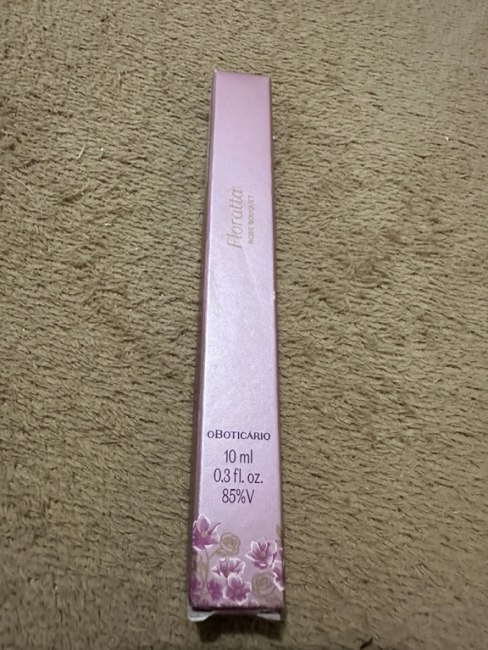 Floratta
ROSE BOUQUET
oBOTICÁRIO
10 ml
0.3 fl. oz.
85%V